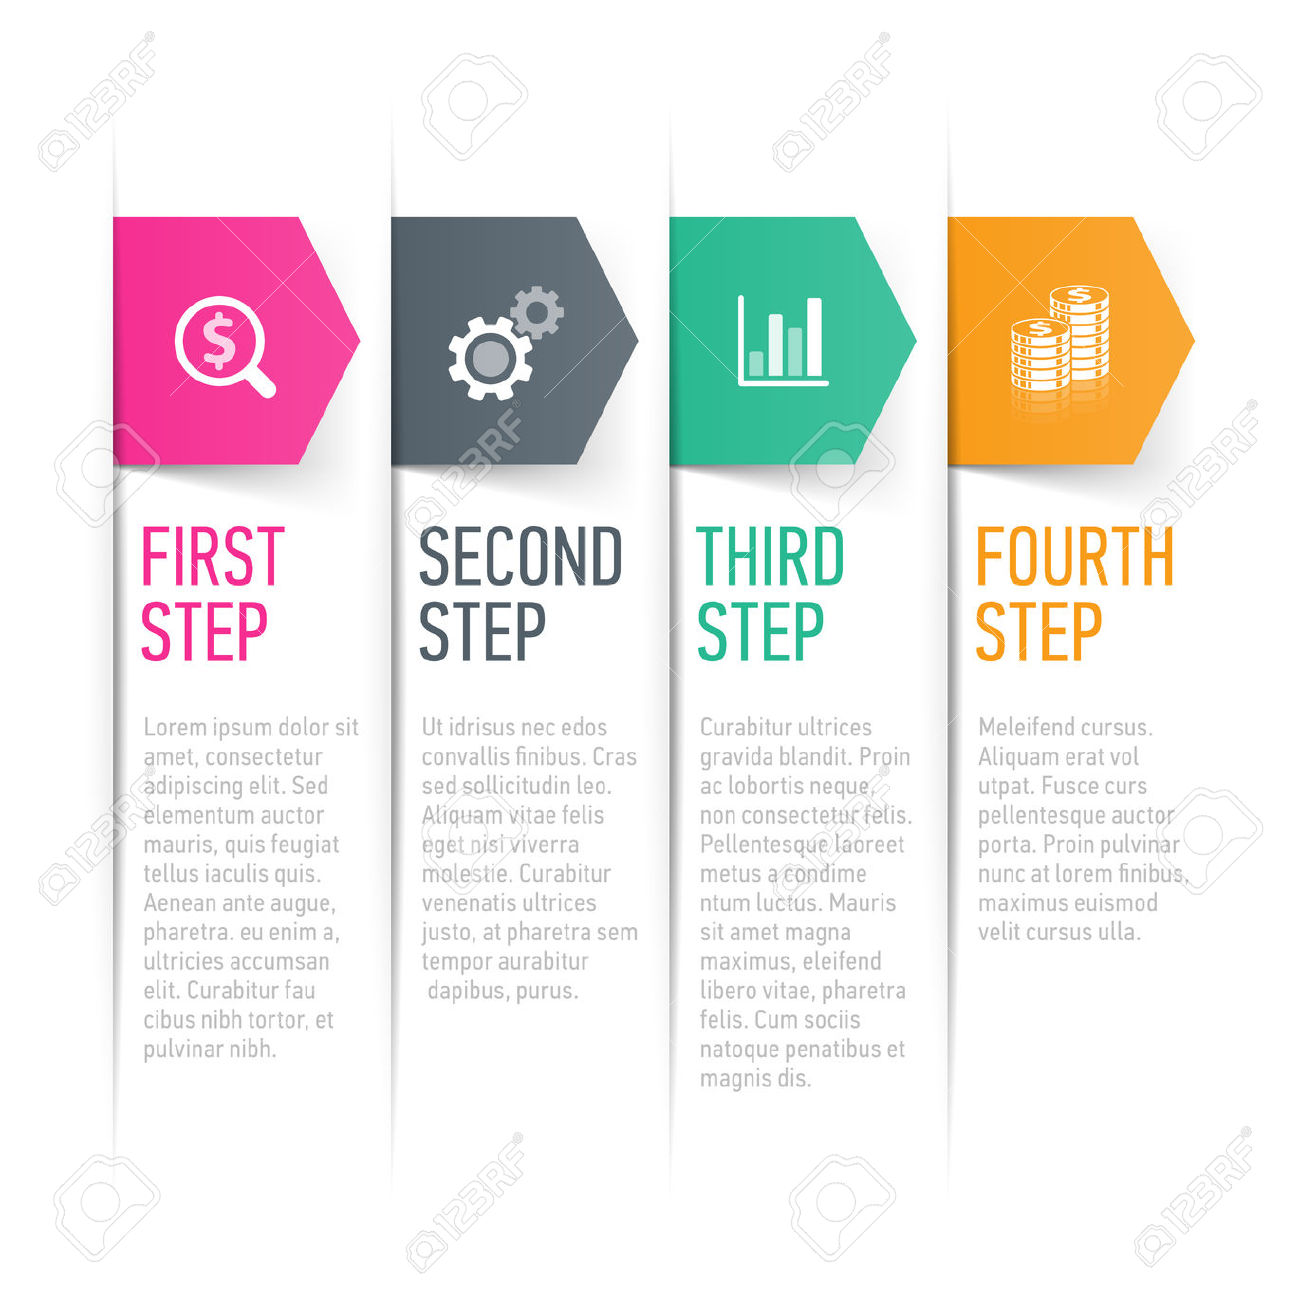 FIRST
STEP
Lorem ipsum dolor sit
amet, consectetur
adipiscing elit. Sed
elementum auctor
mauris, quis feugiat
tellus iaculis quis.
Aenean ante augue,
pharetra. eu enim a,
ultricies accumsan
elit. Curabitur fau
cibus nibh tortor, et
pulvinar nibh.
SECOND
STEP
Ut idrisus nec edos
convallis finibus. Cras
sed sollicitudin leo.
Aliquam vitae felis
eget nisi viverra
molestie. Curabitur
venenatis ultrices
justo, at pharetra sem
tempor aurabitur
dapibus, purus.
THIRD
STEP
Curabitur ultrices
gravida blandit. Proin
ac lobortis neque,
non consectetur felis.
Pellentesque laoreet
metus a condime
ntum luctus. Mauris
sit amet magna
maximus, eleifend
libero vitae, pharetra
felis. Cum sociis
natoque penatibus et
magnis dis.
FOURTH
STEP
Meleifend cursus.
Aliquam erat vol
utpat. Fusce curs
pellentesque auctor
porta. Proin pulvinar
nunc at lorem finibus,
maximus euismod
velit cursus ulla.
123RF
123RF
123RF
123RF
123RF
123RF
123RF
123RF
123RF
123RF